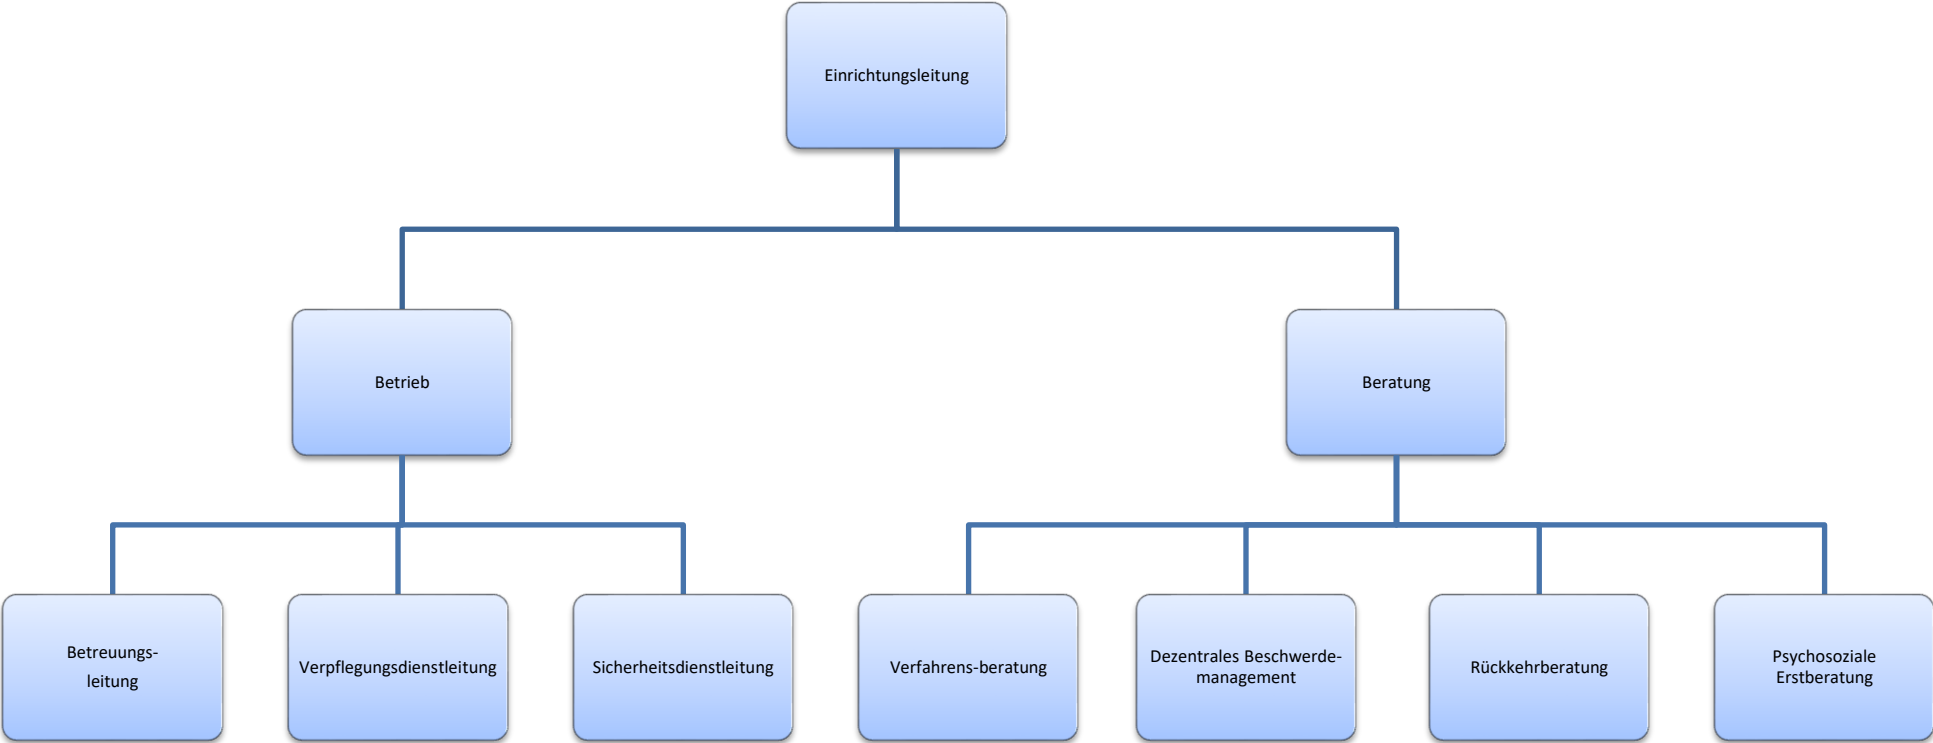 Einrichtungsleitung
Betrieb
Beratung
Betreuungs-
leitung
Verpflegungsdienstleitung
Sicherheitsdienstleitung
Verfahrens-beratung
Dezentrales Beschwerde-
management
Rückkehrberatung
Psychosoziale
Erstberatung